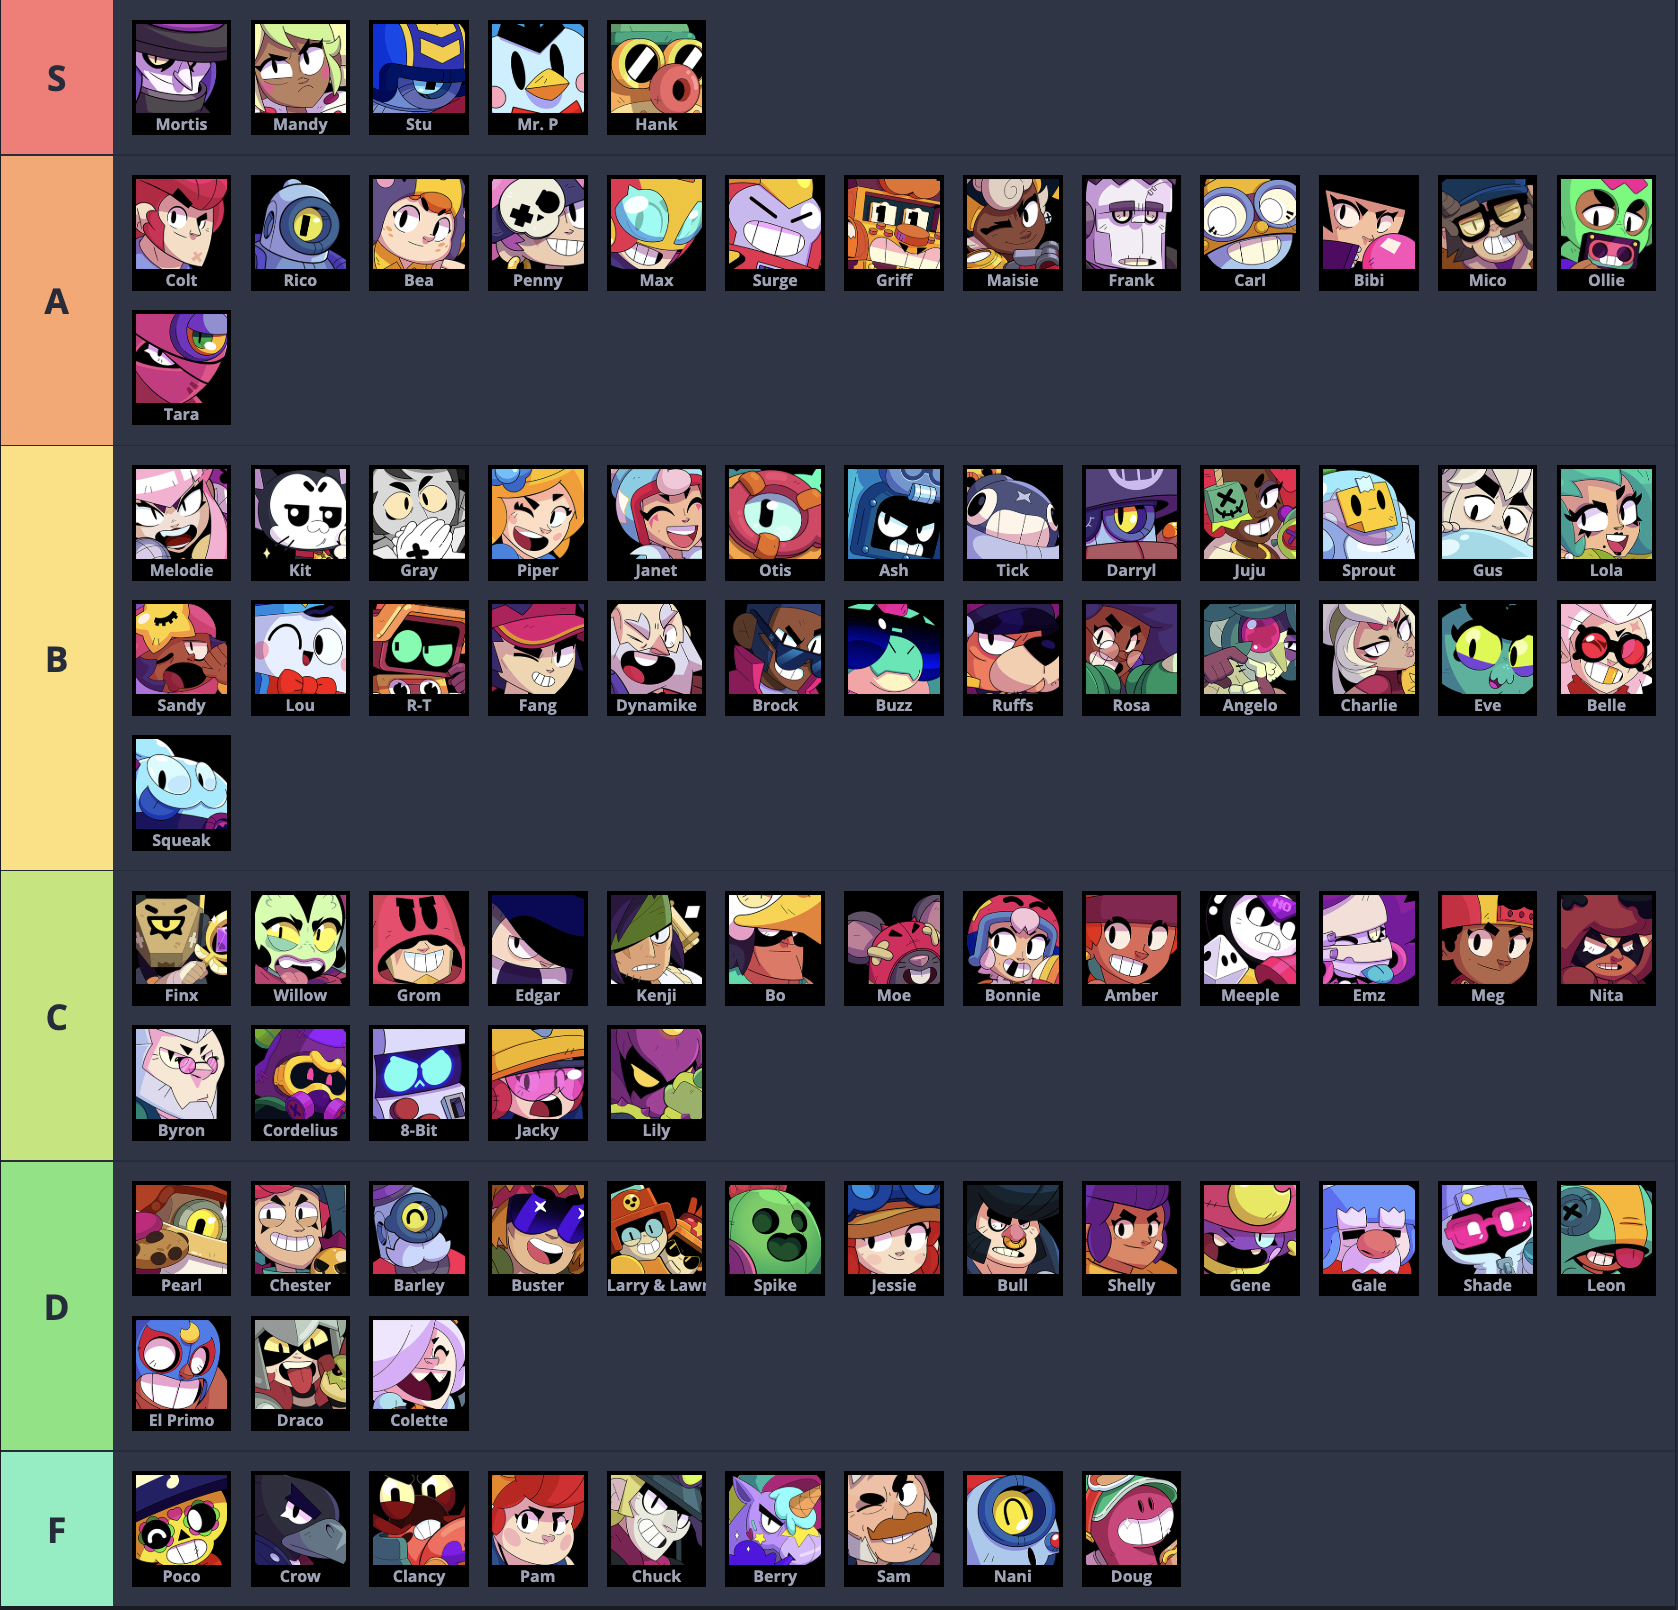 S
Mortis Mandy Stu Mr. P Hank
A
Colt Rico Bea Penny Max Surge Griff Maisie Frank Carl Bibi Mico Ollie
Tara
B
Melodie Kit Gray Piper Janet Otis Ash Tick Darryl Juju Sprout Gus Lola
Sandy Lou R-T Fang Dynamike Brock Buzz Ruffs Rosa Angelo Charlie Eve Belle
Squeak
C
Finx Willow Grom Edgar Kenji Bo Moe Bonnie Amber Meeple Emz Meg Nita
NO
Byron Cordelius 8-Bit Jacky Lily
D
Pearl Chester Barley Buster Larry & Lawr Spike Jessie Bull Shelly Gene Gale Shade Leon
El Primo Draco Colette
F
Poco Crow Clancy Pam Chuck Berry Sam Nani Doug